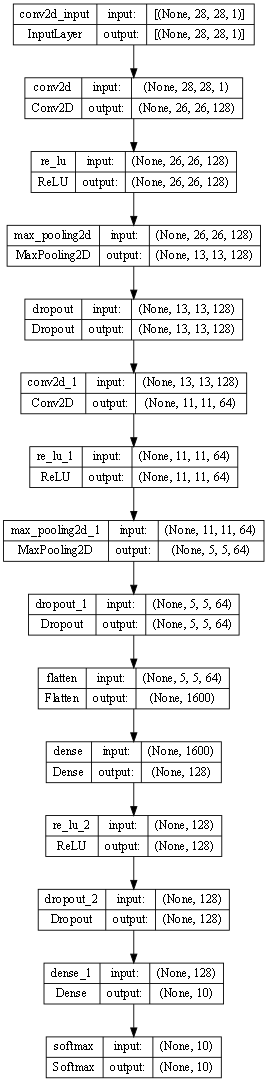 conv2d_input input: [(None, 28, 28, 1)]
InputLayer output: [(None, 28, 28, 1)]
conv2d input: (None, 28, 28, 1)
Conv2D output: (None, 26, 26, 128)
re_lu input: (None, 26, 26, 128)
ReLU output: (None, 26, 26, 128)
max_pooling2d input: (None, 26, 26, 128)
MaxPooling2D output: (None, 13, 13, 128)
dropout input: (None, 13, 13, 128)
Dropout output: (None, 13, 13, 128)
conv2d_1 input: (None, 13, 13, 128)
Conv2D output: (None, 11, 11, 64)
re_lu_1 input: (None, 11, 11, 64)
ReLU output: (None, 11, 11, 64)
max_pooling2d_1 input: (None, 11, 11, 64)
MaxPooling2D output: (None, 5, 5, 64)
dropout_1 input: (None, 5, 5, 64)
Dropout output: (None, 5, 5, 64)
flatten input: (None, 5, 5, 64)
Flatten output: (None, 1600)
dense input: (None, 1600)
Dense output: (None, 128)
re_lu_2 input: (None, 128)
ReLU output: (None, 128)
dropout_2 input: (None, 128)
Dropout output: (None, 128)
dense_1 input: (None, 128)
Dense output: (None, 10)
softmax input: (None, 10)
Softmax output: (None, 10)